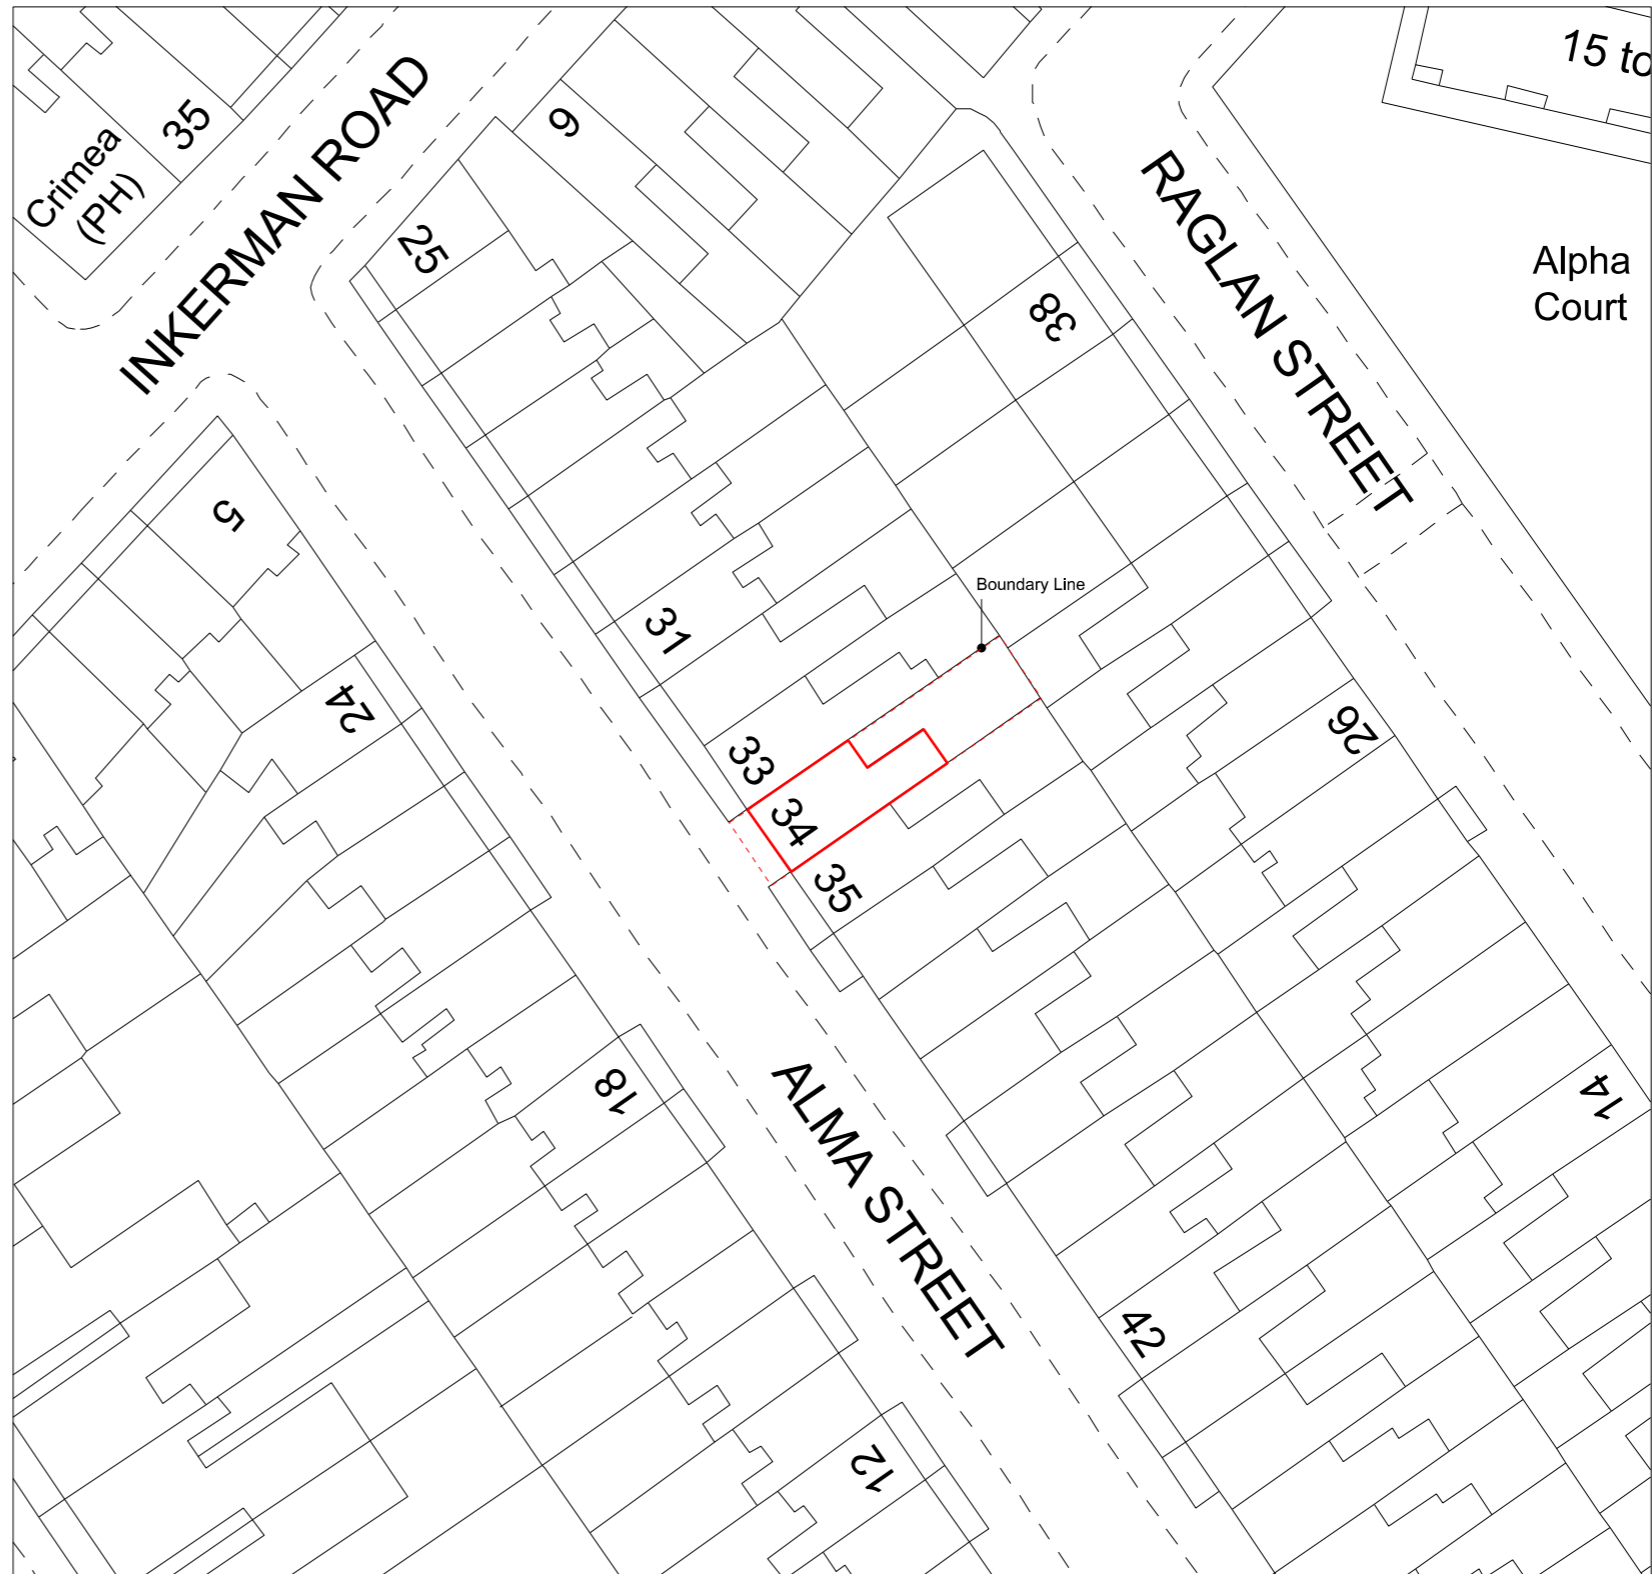 15 to
INKERMAN ROAD
35
Crimea
(PH)
9
RAGLAN STREET
25
Alpha
Court
38
5
Boundary Line
31
24
26
33
34
35
ALMA STREET
18
14
42
12